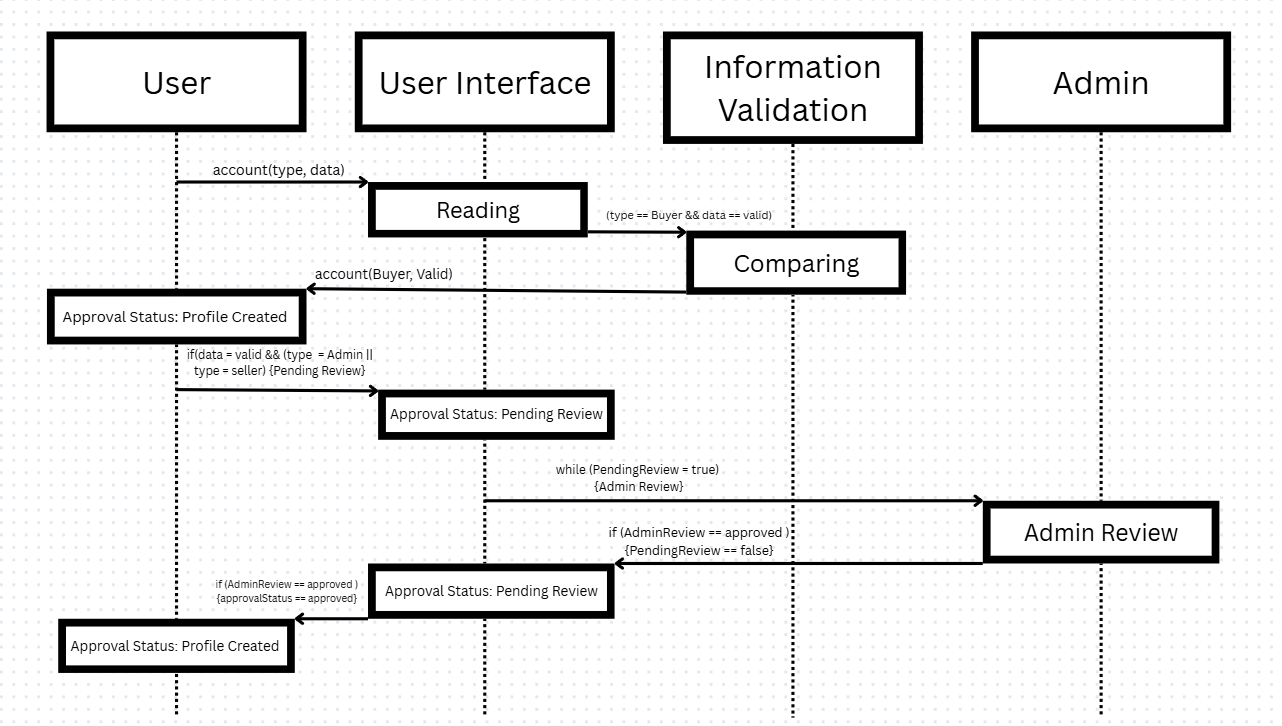 User
User Interface
Information
Validation
Admin
account(type, data)
Reading
(type == Buyer && data == valid)
Comparing
account(Buyer, Valid)
Approval Status: Profile Created
if(data = valid && (type  = Admin ||
type = seller) {Pending Review}
Approval Status: Pending Review
while (PendingReview = true)
{Admin Review}
Admin Review
if (AdminReview == approved )
{PendingReview == false}
Approval Status: Pending Review
if (AdminReview == approved )
{approvalStatus == approved}
Approval Status: Profile Created